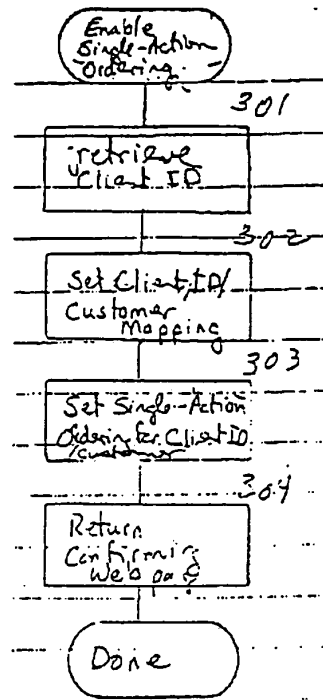 Enable
Single-Action
Ordering
301
retrieve
Client ID
302
Set Client ID/
Customer
Mapping
303
Set Single-Action
Ordering for Client ID
/customer
304
Return
Confirming
Web page
Done